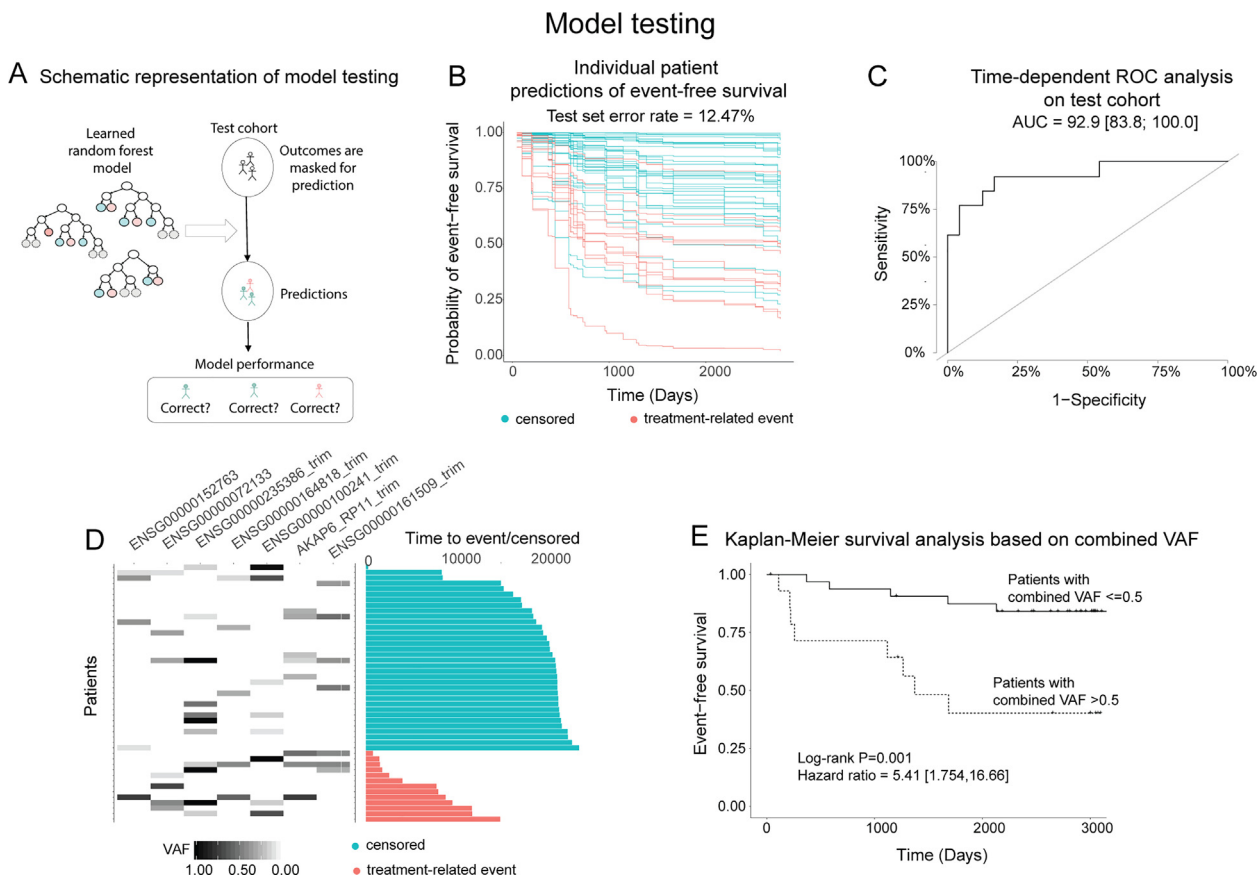 Model testing
A Schematic representation of model testing
Learned
random forest
model
Test cohort
Outcomes are
masked for
prediction
Predictions
Model performance
Correct? Correct? Correct?
B Individual patient
predictions of event-free survival
Test set error rate = 12.47%
Probability of event-free survival
1.00
0.75
0.50
0.25
0.00
0 1000 2000
Time (Days)
censored treatment-related event
C Time-dependent ROC analysis
on test cohort
AUC = 92.9 [83.8; 100.0]
Sensitivity
100%
75%
50%
25%
0%
0% 25% 50% 75% 100%
1-Specificity
D
ENSG00000152763
ENSG00000072133
ENSG00000235386_trim
ENSG00000164818_trim
ENSG00000100241_trim
AKAP6_RP11_trim
ENSG00000161509_trim
Time to event/censored
0 10000 20000
Patients
VAF
1.00 0.50 0.00
censored
treatment-related event
E Kaplan-Meier survival analysis based on combined VAF
Event-free survival
1.00
0.75
0.50
0.25
0.00
Patients with
combined VAF <=0.5
Patients with
combined VAF >0.5
Log-rank P=0.001
Hazard ratio = 5.41 [1.754,16.66]
0 1000 2000 3000
Time (Days)